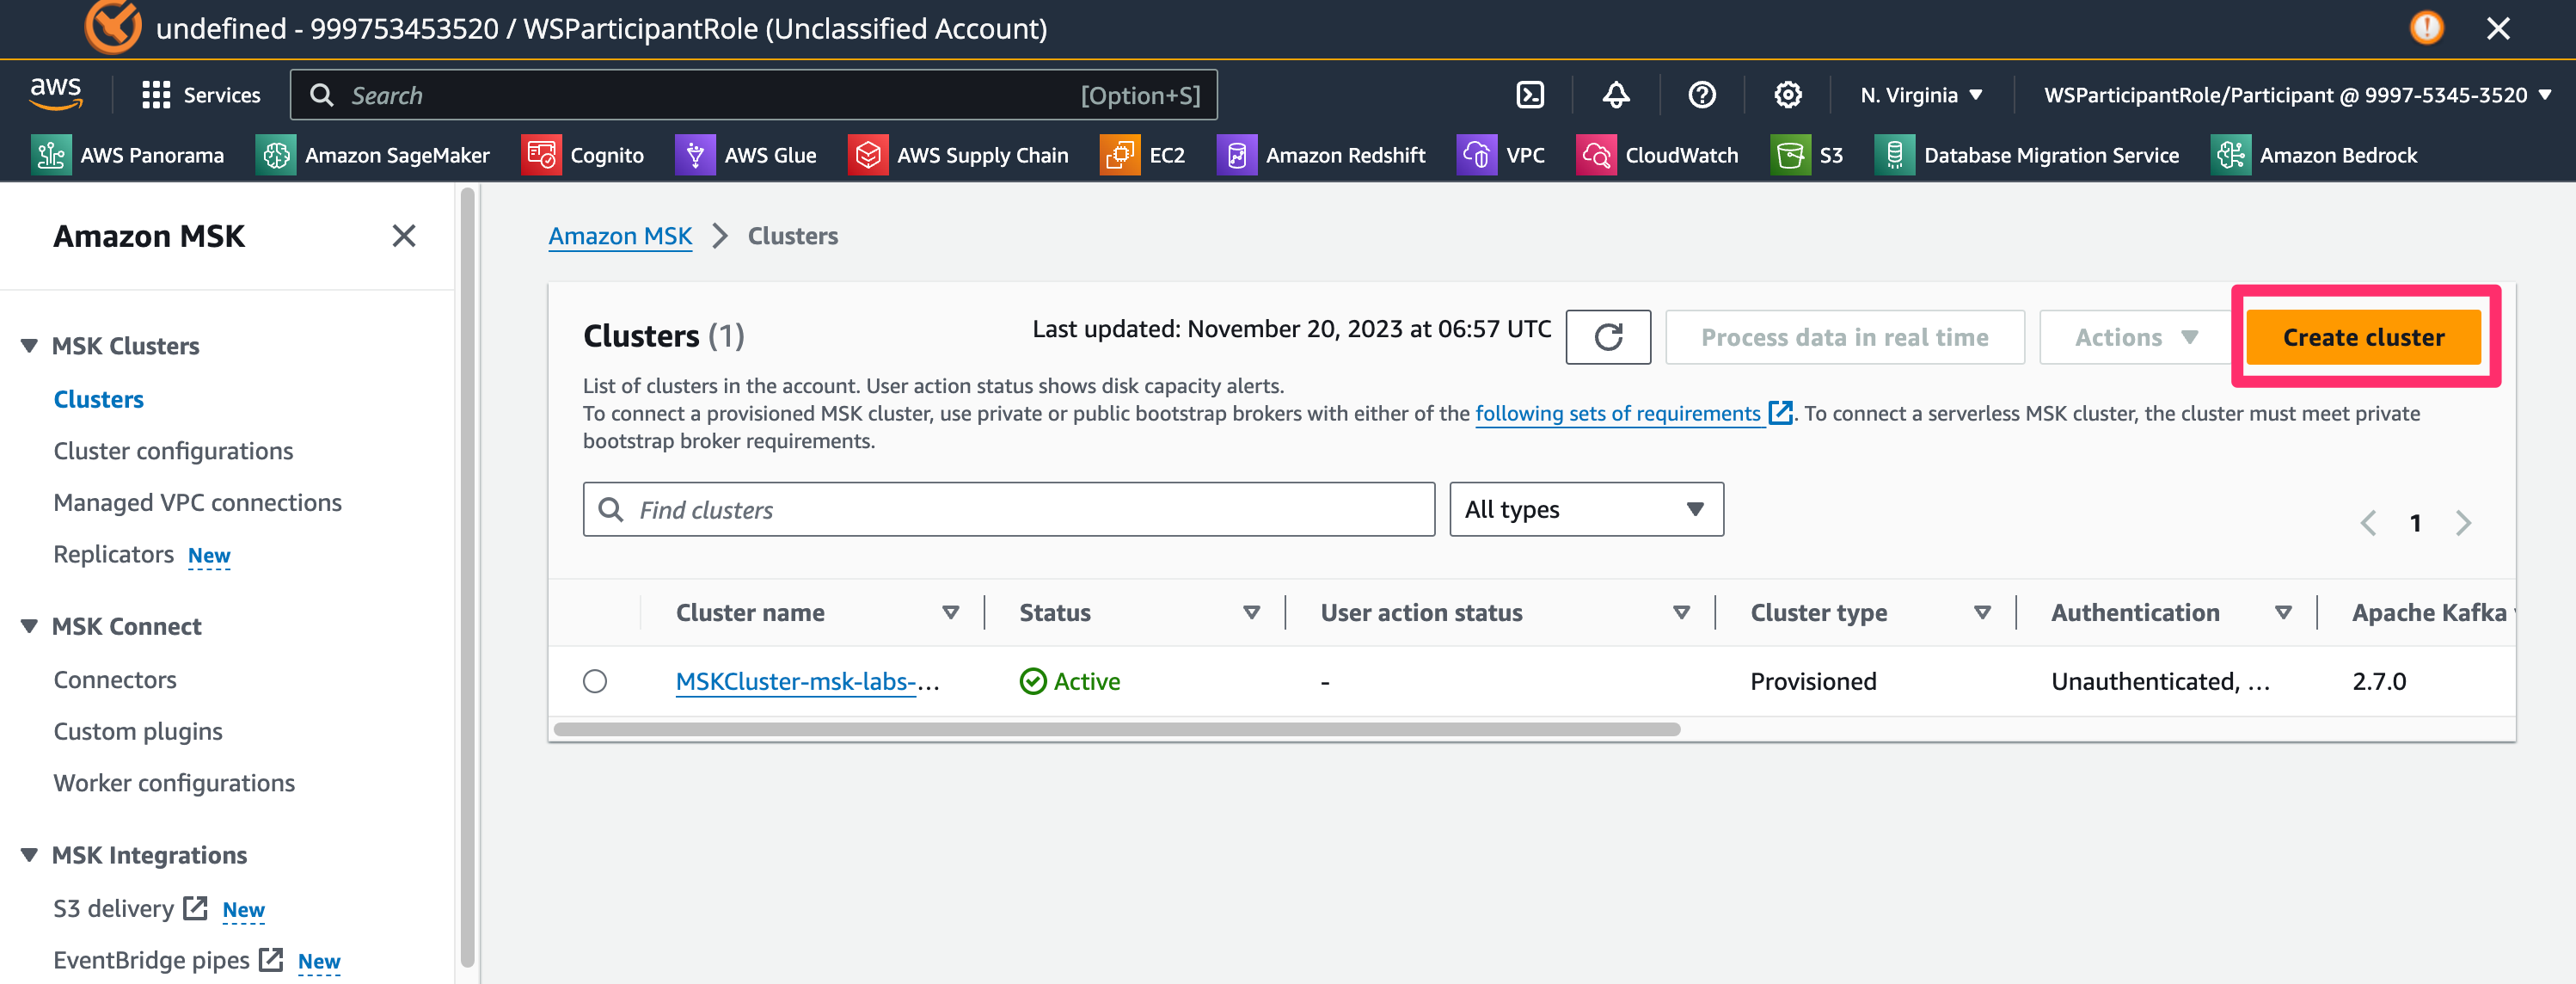 undefined - 999753453520 / WSParticipantRole (Unclassified Account)
aws
Services
Search
[Option+S]
N. Virginia
WSParticipantRole/Participant @ 9997-5345-3520
AWS Panorama
Amazon SageMaker
Cognito
AWS Glue
AWS Supply Chain
EC2
Amazon Redshift
VPC
CloudWatch
S3
Database Migration Service
Amazon Bedrock
Amazon MSK
MSK Clusters
Clusters
Cluster configurations
Managed VPC connections
Replicators New
MSK Connect
Connectors
Custom plugins
Worker configurations
MSK Integrations
S3 delivery New
EventBridge pipes New
Amazon MSK > Clusters
Clusters (1)
Last updated: November 20, 2023 at 06:57 UTC
Process data in real time
Actions
Create cluster
List of clusters in the account. User action status shows disk capacity alerts.
To connect a provisioned MSK cluster, use private or public bootstrap brokers with either of the following sets of requirements. To connect a serverless MSK cluster, the cluster must meet private
bootstrap broker requirements.
Find clusters
All types
1
Cluster name
Status
User action status
Cluster type
Authentication
Apache Kafka
MSKCluster-msk-labs-...
Active
-
Provisioned
Unauthenticated, ...
2.7.0